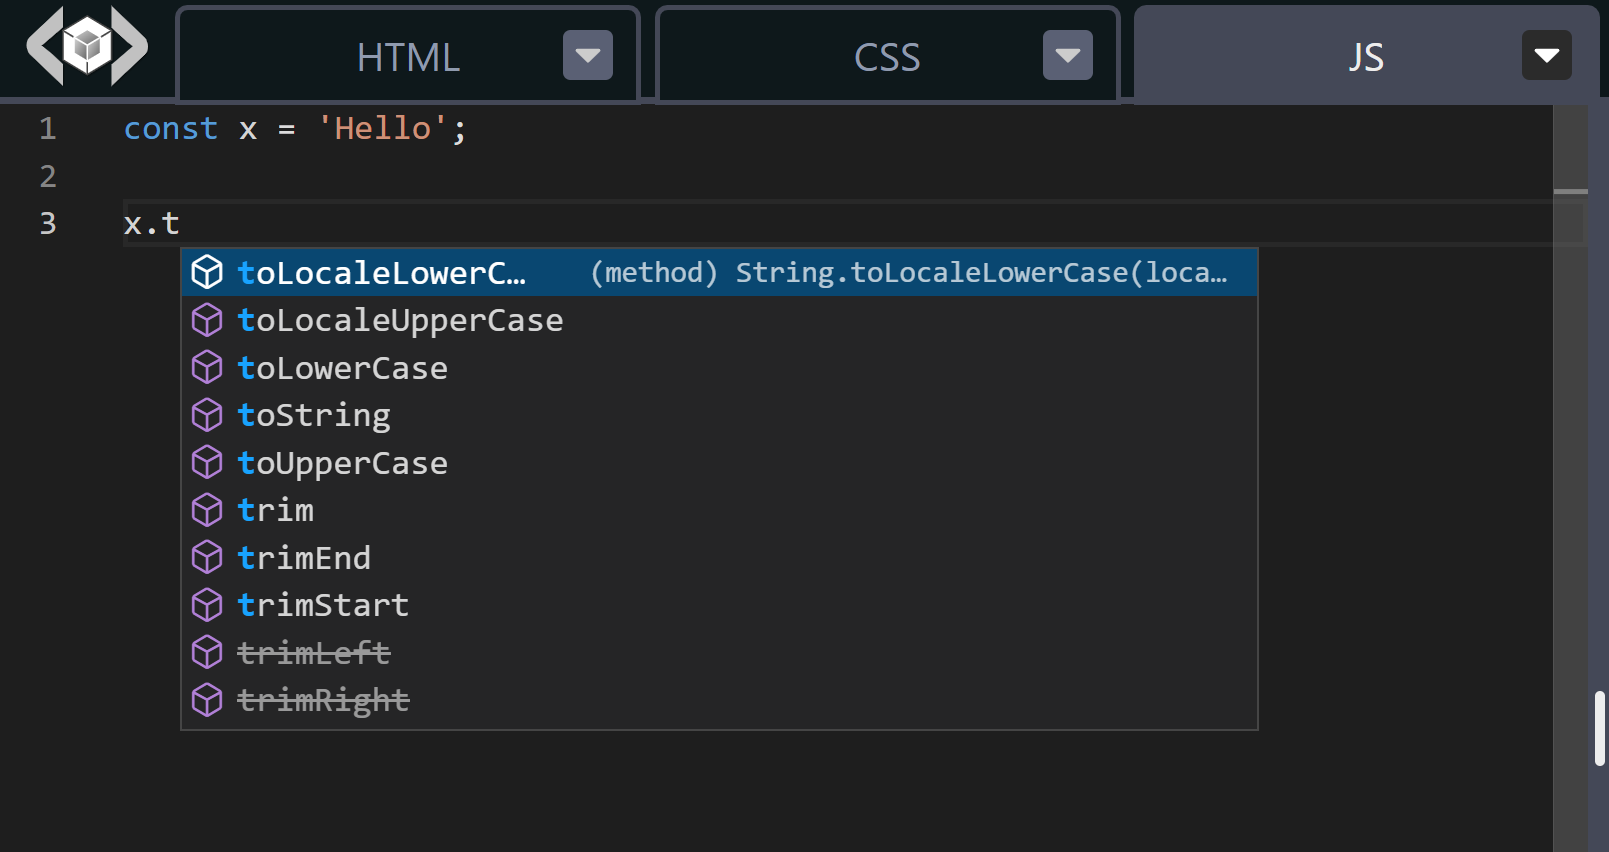 HTML CSS JS
1 const x = 'Hello';
2
3 x.t
toLocaleLowerC… (method) String.toLocaleLowerCase(loca…
toLocaleUpperCase
toLowerCase
toString
toUpperCase
trim
trimEnd
trimStart
trimLeft
trimRight